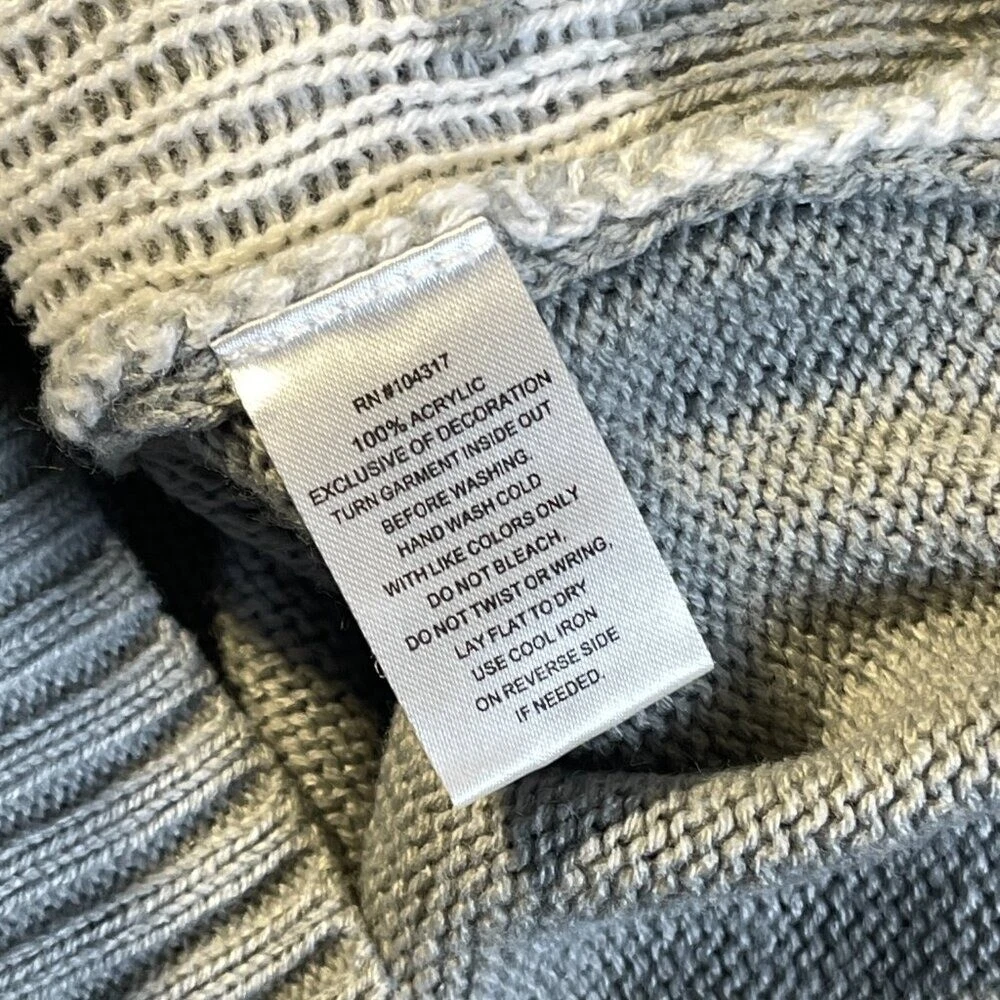 RN#104317
100% ACRYLIC
EXCLUSIVE OF DECORATION
TURN GARMENT INSIDE OUT
BEFORE WASHING.
HAND WASH COLD
WITH LIKE COLORS ONLY
DO NOT BLEACH,
DO NOT TWIST OR WRING,
LAY FLAT TO DRY
USE COOL IRON
ON REVERSE SIDE
IF NEEDED.